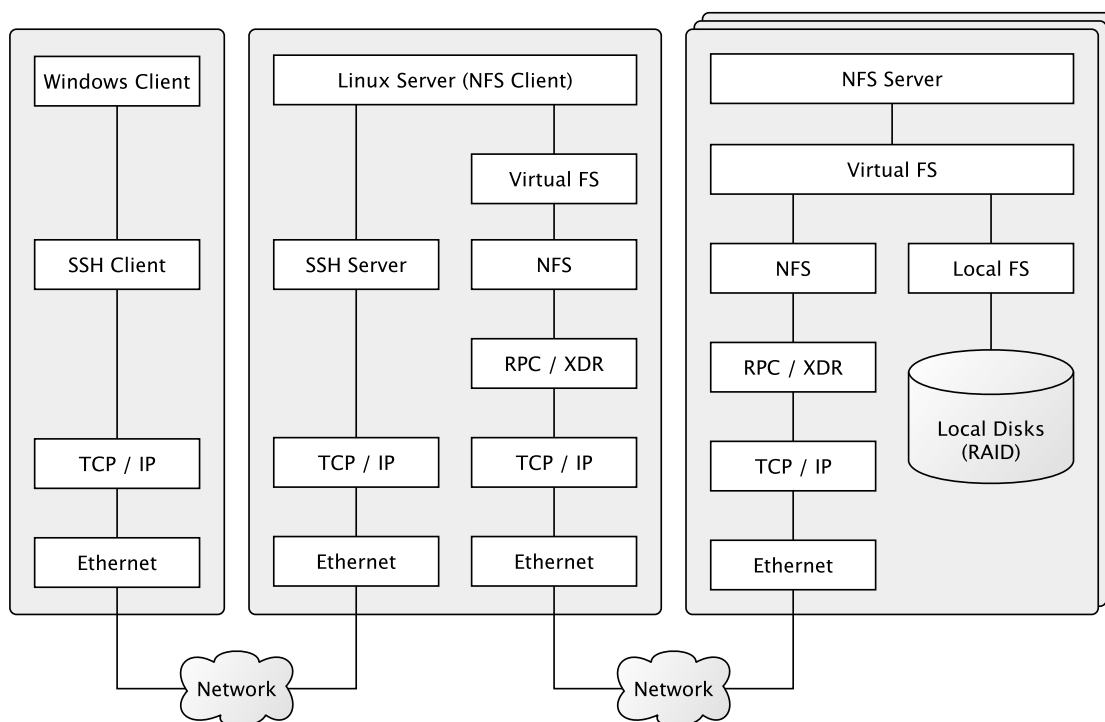 Windows Client
SSH Client
TCP / IP
Ethernet
Linux Server (NFS Client)
SSH Server
TCP / IP
Ethernet
Virtual FS
NFS
RPC / XDR
TCP / IP
Ethernet
NFS Server
Virtual FS
NFS
RPC / XDR
TCP / IP
Ethernet
Local FS
Local Disks
(RAID)
Network
Network